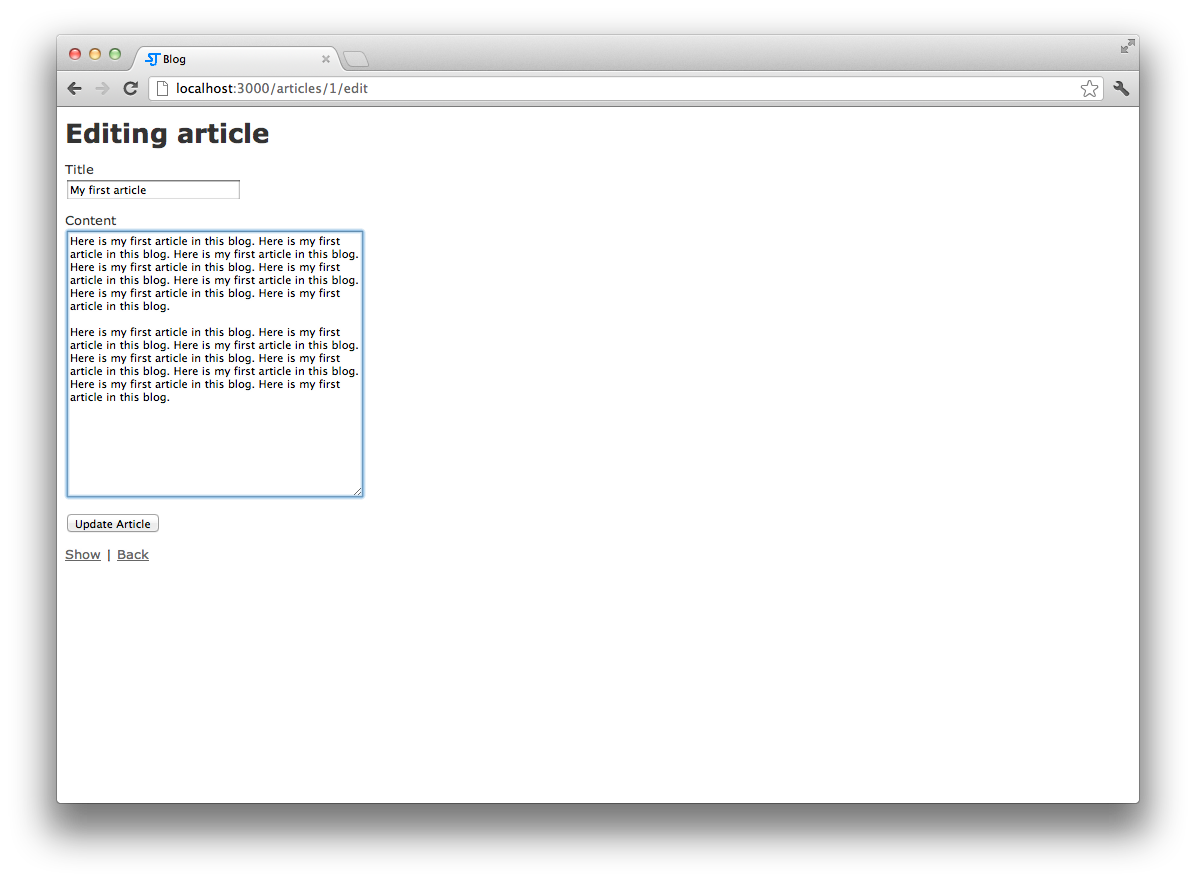 Blog
localhost:3000/articles/1/edit
Editing article
Title
My first article
Content
Here is my first article in this blog. Here is my first
article in this blog. Here is my first article in this blog.
Here is my first article in this blog. Here is my first
article in this blog. Here is my first article in this blog.
Here is my first article in this blog. Here is my first
article in this blog.
Here is my first article in this blog. Here is my first
article in this blog. Here is my first article in this blog.
Here is my first article in this blog. Here is my first
article in this blog. Here is my first article in this blog.
Here is my first article in this blog. Here is my first
article in this blog.
Update Article
Show | Back